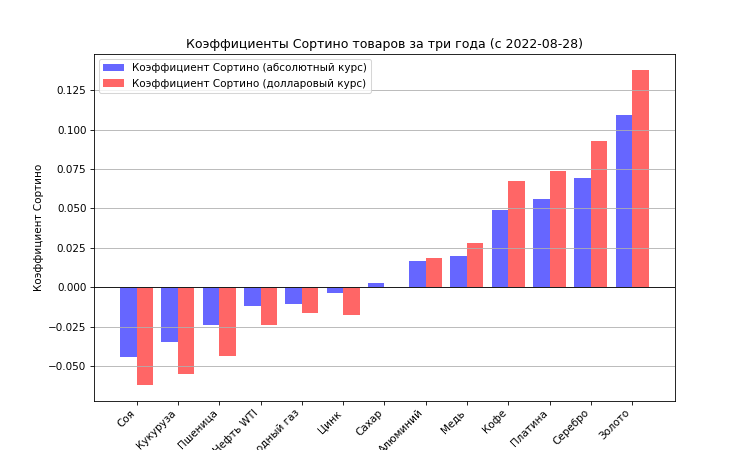 Коэффициенты Сортино товаров за три года (с 2022-08-28)
Коэффициент Сортино (абсолютный курс)
Коэффициент Сортино (долларовый курс)
Коэффициент Сортино
0.125
0.100
0.075
0.050
0.025
0.000
−0.025
−0.050
Соя
Кукуруза
Пшеница
Нефть WTI
одный газ
Цинк
Сахар
Алюминий
Медь
Кофе
Платина
Серебро
Золото